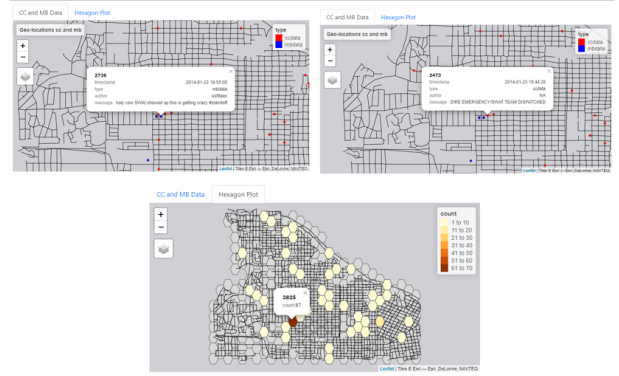 CC and MB Data Hexagon Plot
Geo-locations cc and mb
type
ccdata
mbdata
+
−
2736
timestamp 2014-01-23 19:55:00
type mbdata
author
message holy cow SWAt showed up this is getting crazy #standoff
Leaflet | Tiles © Esri — Esri, DeLorme, NAVTEQ
CC and MB Data Hexagon Plot
Geo-locations cc and mb
type
ccdata
mbdata
+
−
2473
timestamp 2014-01-23 19:44:28
type ccdata
author NA
message DIRE EMERGENCY/SWAT TEAM DISPATCHED
Leaflet | Tiles © Esri — Esri, DeLorme, NAVTEQ
CC and MB Data Hexagon Plot
+
−
count
1 to 10
11 to 20
21 to 30
31 to 40
41 to 50
51 to 60
61 to 70
3825
count 67
Leaflet | Tiles © Esri — Esri, DeLorme, NAVTEQ